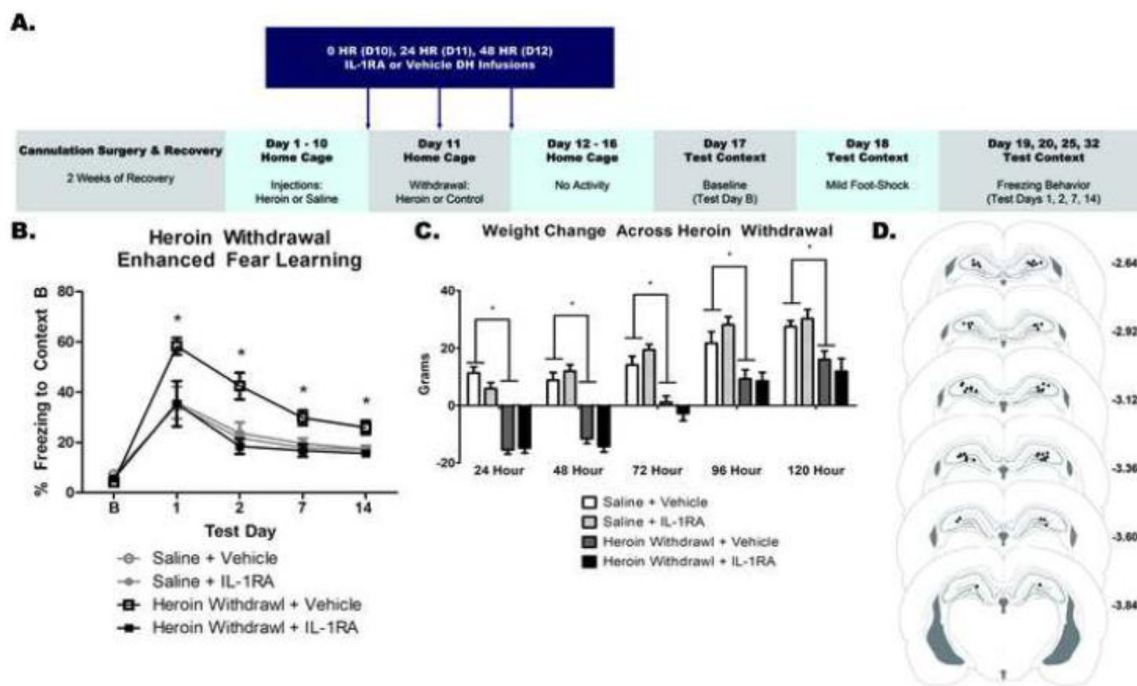 A.
0 HR (D10), 24 HR (D11), 48 HR (D12)
IL-1RA or Vehicle DH Infusions
Cannulation Surgery & Recovery
2 Weeks of Recovery
Day 1 - 10
Home Cage
Injections:
Heroin or Saline
Day 11
Home Cage
Withdrawal:
Heroin or Control
Day 12 - 16
Home Cage
No Activity
Day 17
Test Context
Baseline
(Test Day B)
Day 18
Test Context
Mild Foot-Shock
Day 19, 20, 25, 32
Test Context
Freezing Behavior
(Test Days 1, 2, 7, 14)
B.
Heroin Withdrawal
Enhanced Fear Learning
% Freezing to Context B
80
60
40
20
0
* * * *
B 1 2 7 14
Test Day
Saline + Vehicle
Saline + IL-1RA
Heroin Withdrawl + Vehicle
Heroin Withdrawl + IL-1RA
C.
Weight Change Across Heroin Withdrawal
Grams
40
20
0
-20
* * * * *
24 Hour 48 Hour 72 Hour 96 Hour 120 Hour
Saline + Vehicle
Saline + IL-1RA
Heroin Withdrawl + Vehicle
Heroin Withdrawl + IL-1RA
D.
-2.64
-2.92
-3.12
-3.36
-3.60
-3.84